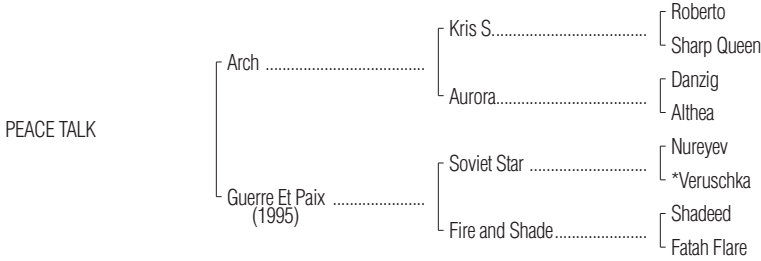 Roberto
Kris S.
Sharp Queen
Arch
Danzig
Aurora
Althea
PEACE TALK
Nureyev
Soviet Star
*Veruschka
Guerre Et Paix
(1995)
Shadeed
Fire and Shade
Fatah Flare